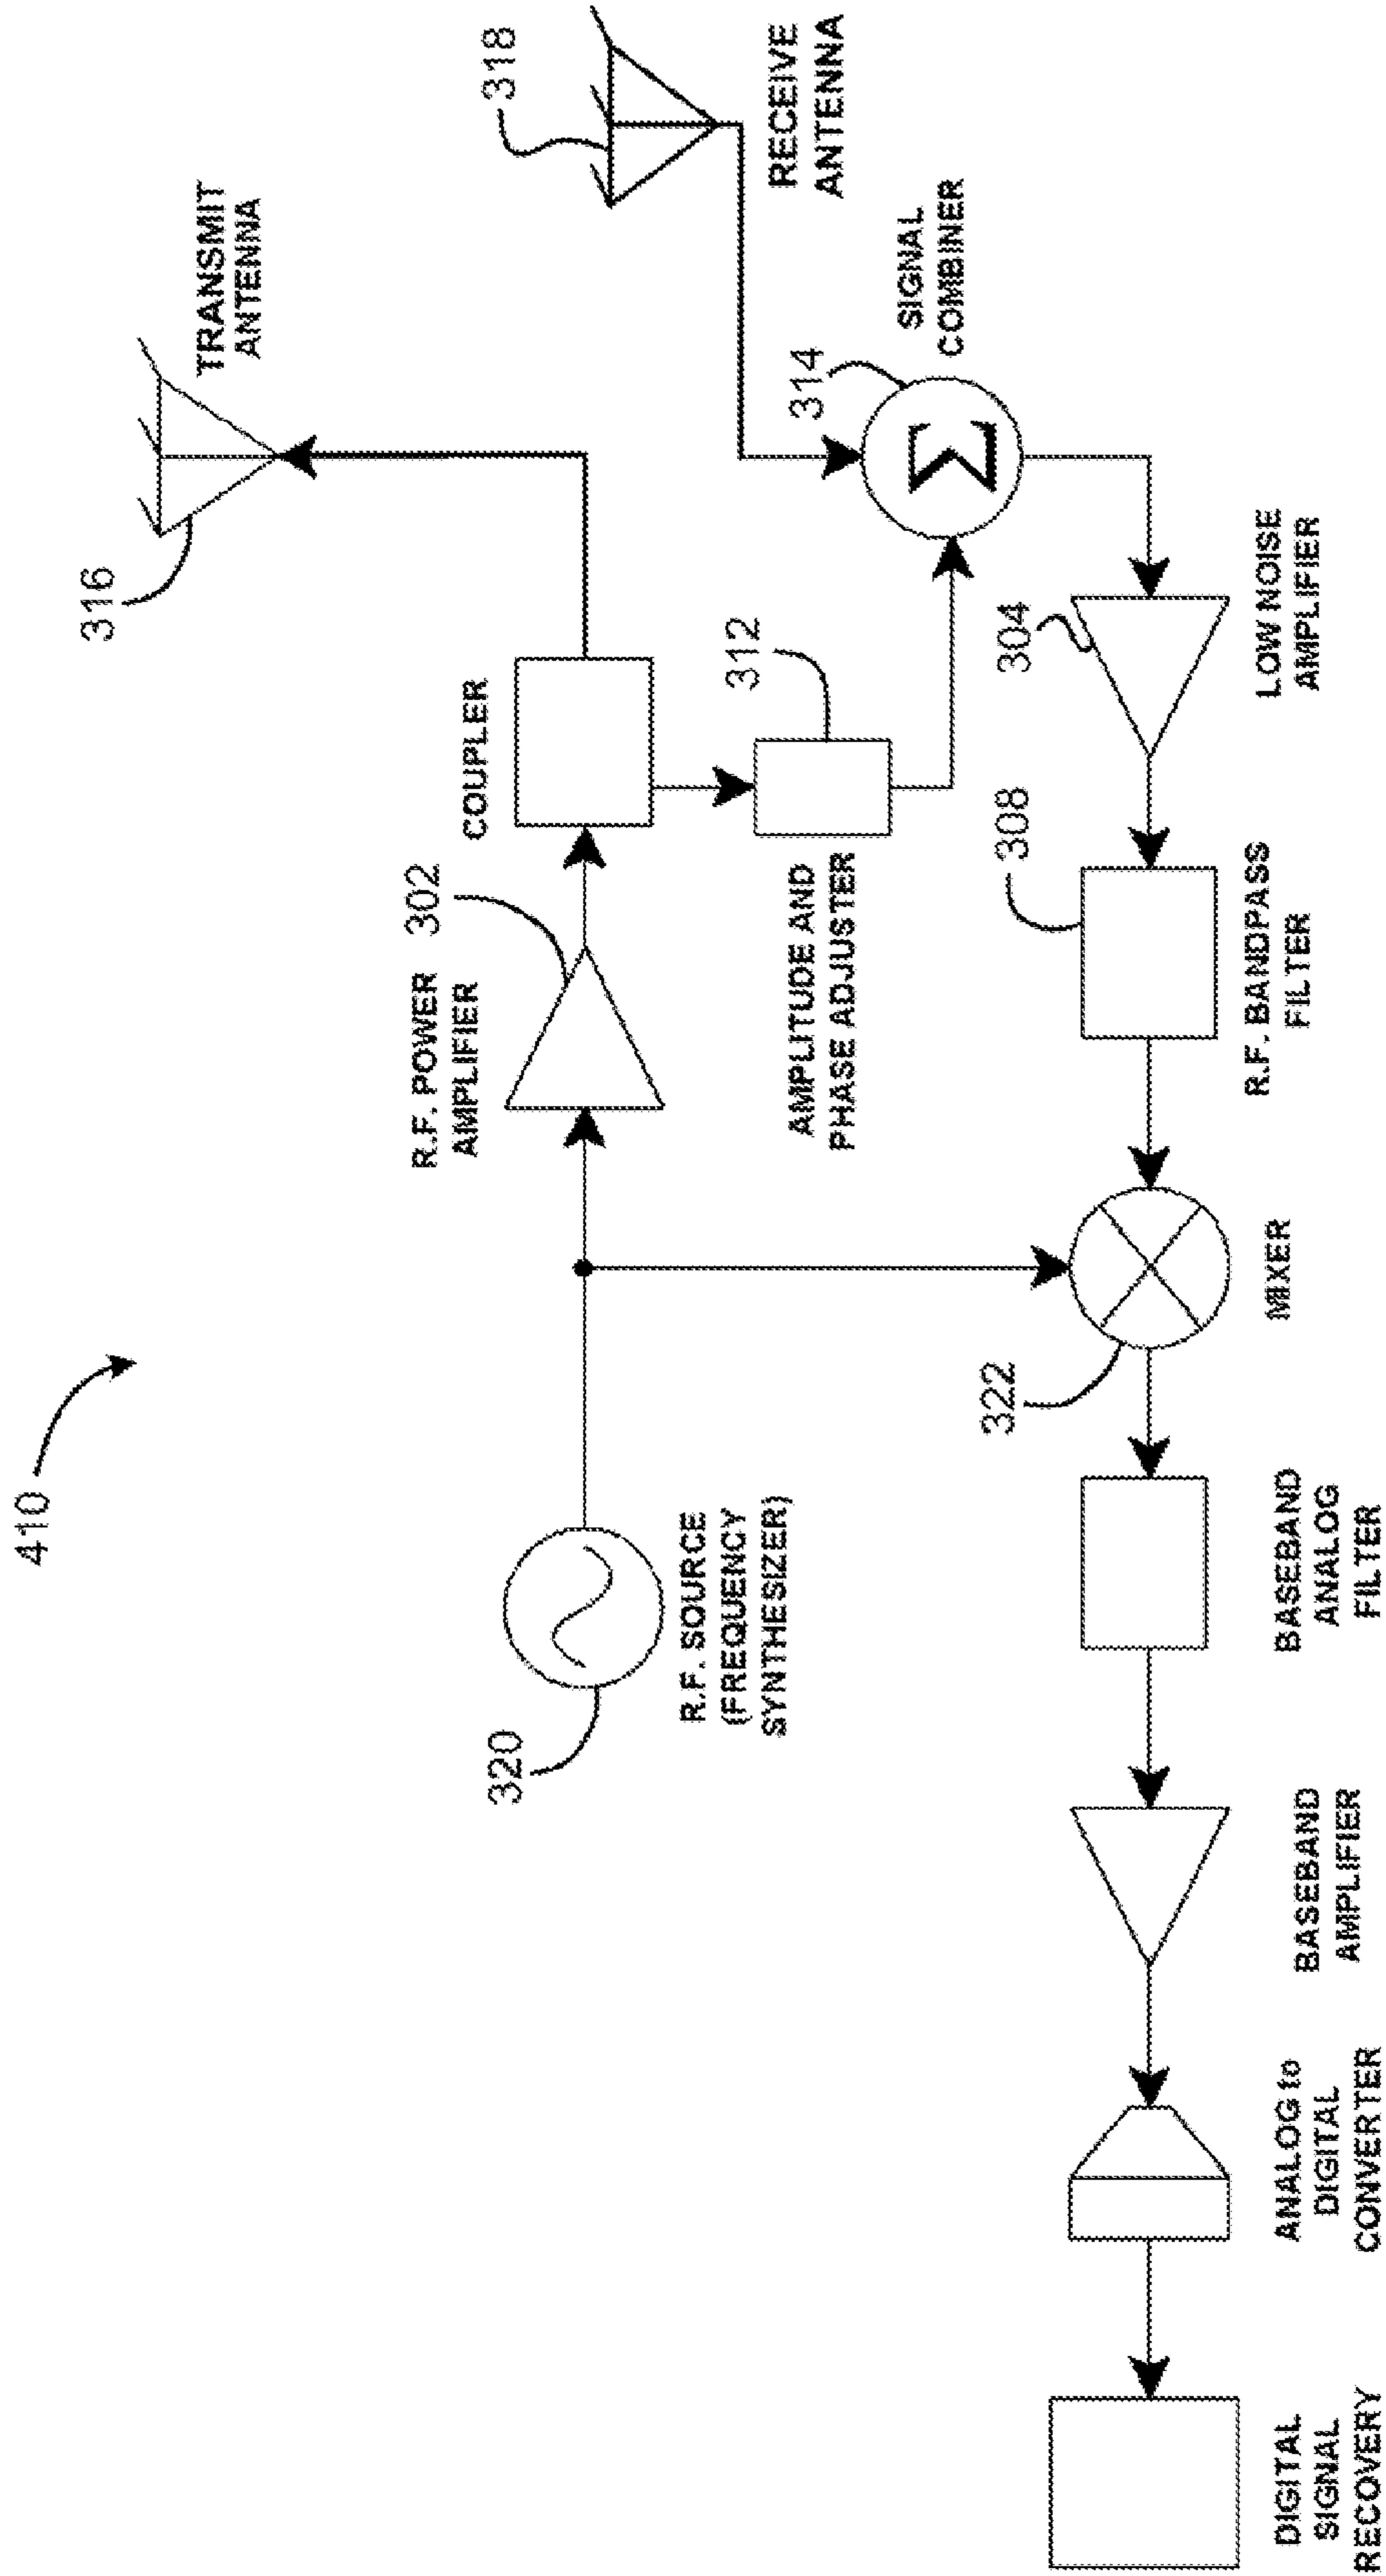 410
316
TRANSMIT
ANTENNA
318
RECEIVE
ANTENNA
320
R.F. SOURCE
(FREQUENCY
SYNTHESIZER)
R.F. POWER
AMPLIFIER
302
COUPLER
AMPLITUDE AND
PHASE ADJUSTER
312
314
SIGNAL
COMBINER
Σ
DIGITAL
SIGNAL
RECOVERY
ANALOG to
DIGITAL
CONVERTER
BASEBAND
AMPLIFIER
BASEBAND
ANALOG
FILTER
322
MIXER
308
R.F. BANDPASS
FILTER
304
LOW NOISE
AMPLIFIER